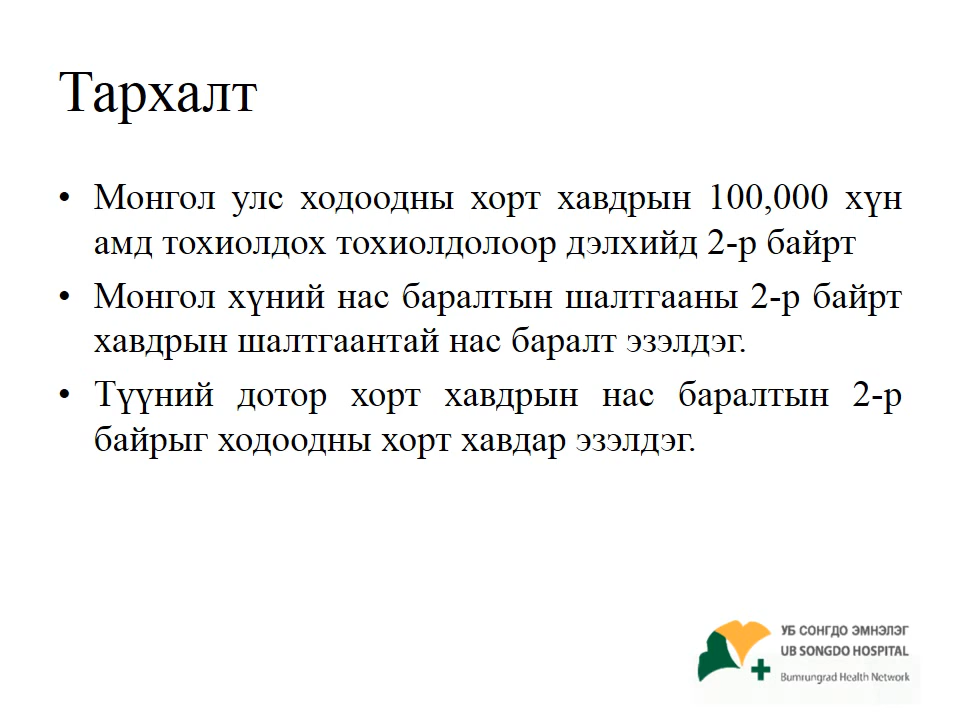 Тархалт
• Монгол улс ходоодны хорт хавдрын 100,000 хүн
амд тохиолдох тохиолдолоор дэлхийд 2-р байрт
• Монгол хүний нас баралтын шалтгааны 2-р байрт
хавдрын шалтгаантай нас баралт эзэлдэг.
• Түүний дотор хорт хавдрын нас баралтын 2-р
байрыг ходоодны хорт хавдар эзэлдэг.
УБ СОНГДО ЭМНЭЛЭГ
UB SONGDO HOSPITAL
Bumrungrad Health Network